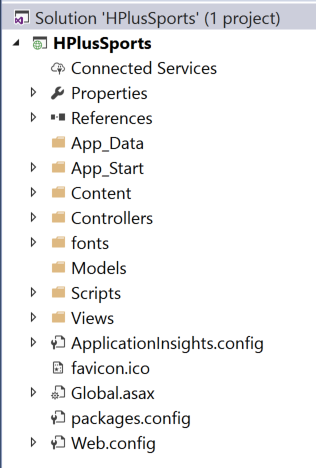 Solution 'HPlusSports' (1 project)
HPlusSports
Connected Services
Properties
References
App_Data
App_Start
Content
Controllers
fonts
Models
Scripts
Views
ApplicationInsights.config
favicon.ico
Global.asax
packages.config
Web.config